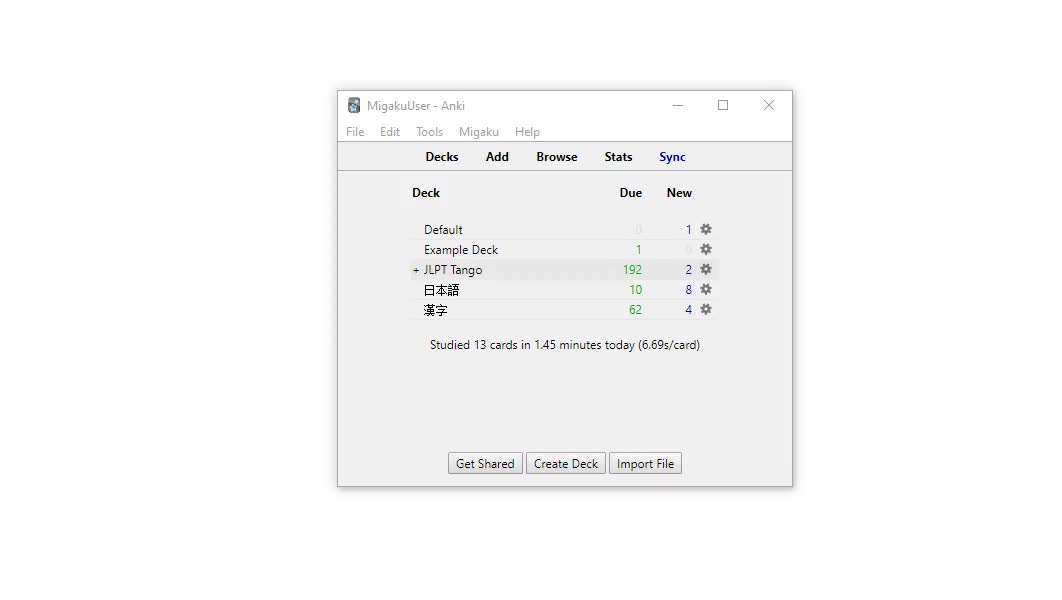 MigakuUser - Anki
File Edit Tools Migaku Help
Decks Add Browse Stats Sync
Deck Due New
Default 0 1
Example Deck 1 0
+ JLPT Tango 192 2
日本語 10 8
漢字 62 4
Studied 13 cards in 1.45 minutes today (6.69s/card)
Get Shared Create Deck Import File